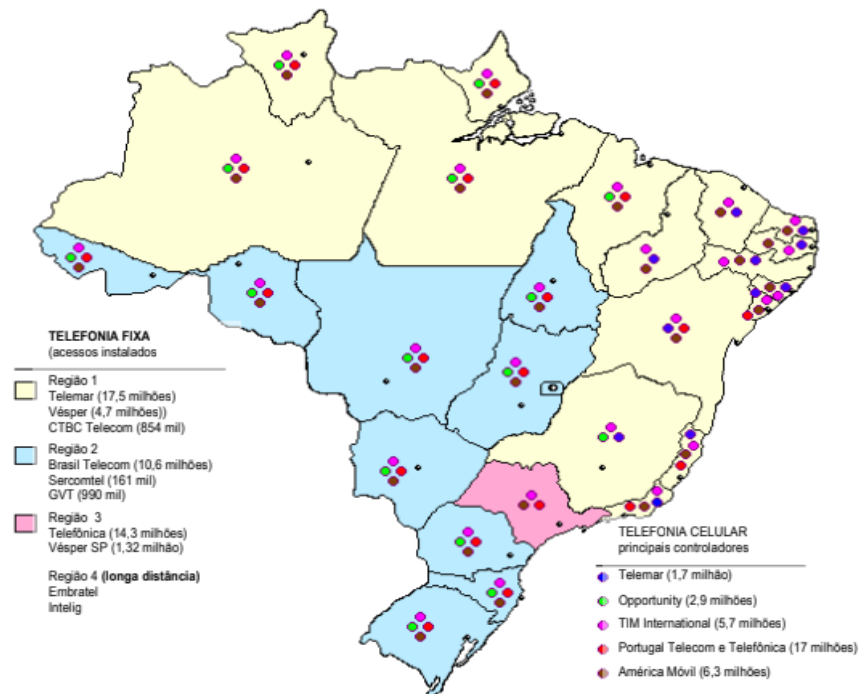 TELEFONIA FIXA
(acessos instalados
Região 1
Telemar (17,5 milhões)
Vésper (4,7 milhões))
CTBC Telecom (854 mil)
Região 2
Brasil Telecom (10,6 milhões)
Sercomtel (161 mil)
GVT (990 mil)
Região 3
Telefônica (14,3 milhões)
Vésper SP (1,32 milhão)
Região 4 (longa distância)
Embratel
Intelig
TELEFONIA CELULAR
principais controladores
Telemar (1,7 milhão)
Opportunity (2,9 milhões)
TIM International (5,7 milhões)
Portugal Telecom e Telefônica (17 milhões)
América Móvil (6,3 milhões)